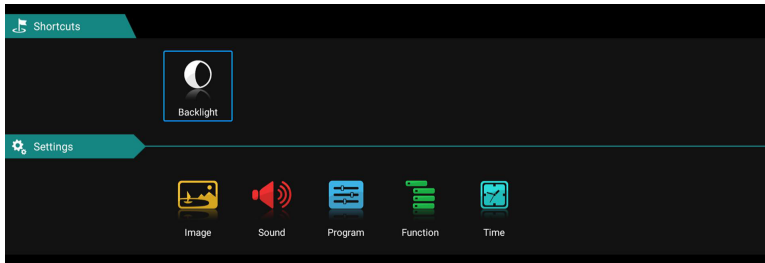 Shortcuts
Backlight
Settings
Image Sound Program Function Time